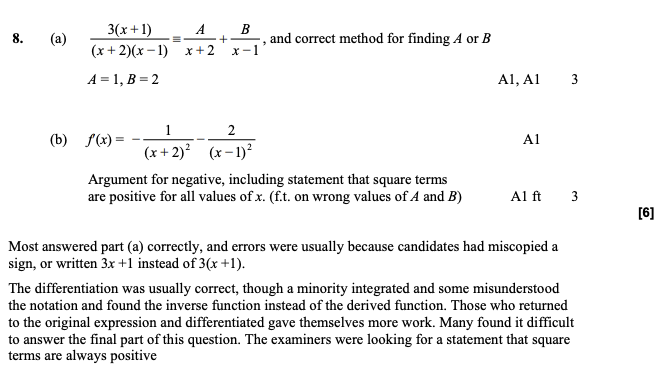 8. (a) 3(x+1)/((x+2)(x−1)) ≡ A/(x+2) + B/(x−1), and correct method for finding A or B
A = 1, B = 2 A1, A1 3
(b) f′(x) = − 1/(x+2)² − 2/(x−1)² A1
Argument for negative, including statement that square terms
are positive for all values of x. (f.t. on wrong values of A and B) A1 ft 3
[6]
Most answered part (a) correctly, and errors were usually because candidates had miscopied a
sign, or written 3x +1 instead of 3(x +1).
The differentiation was usually correct, though a minority integrated and some misunderstood
the notation and found the inverse function instead of the derived function. Those who returned
to the original expression and differentiated gave themselves more work. Many found it difficult
to answer the final part of this question. The examiners were looking for a statement that square
terms are always positive